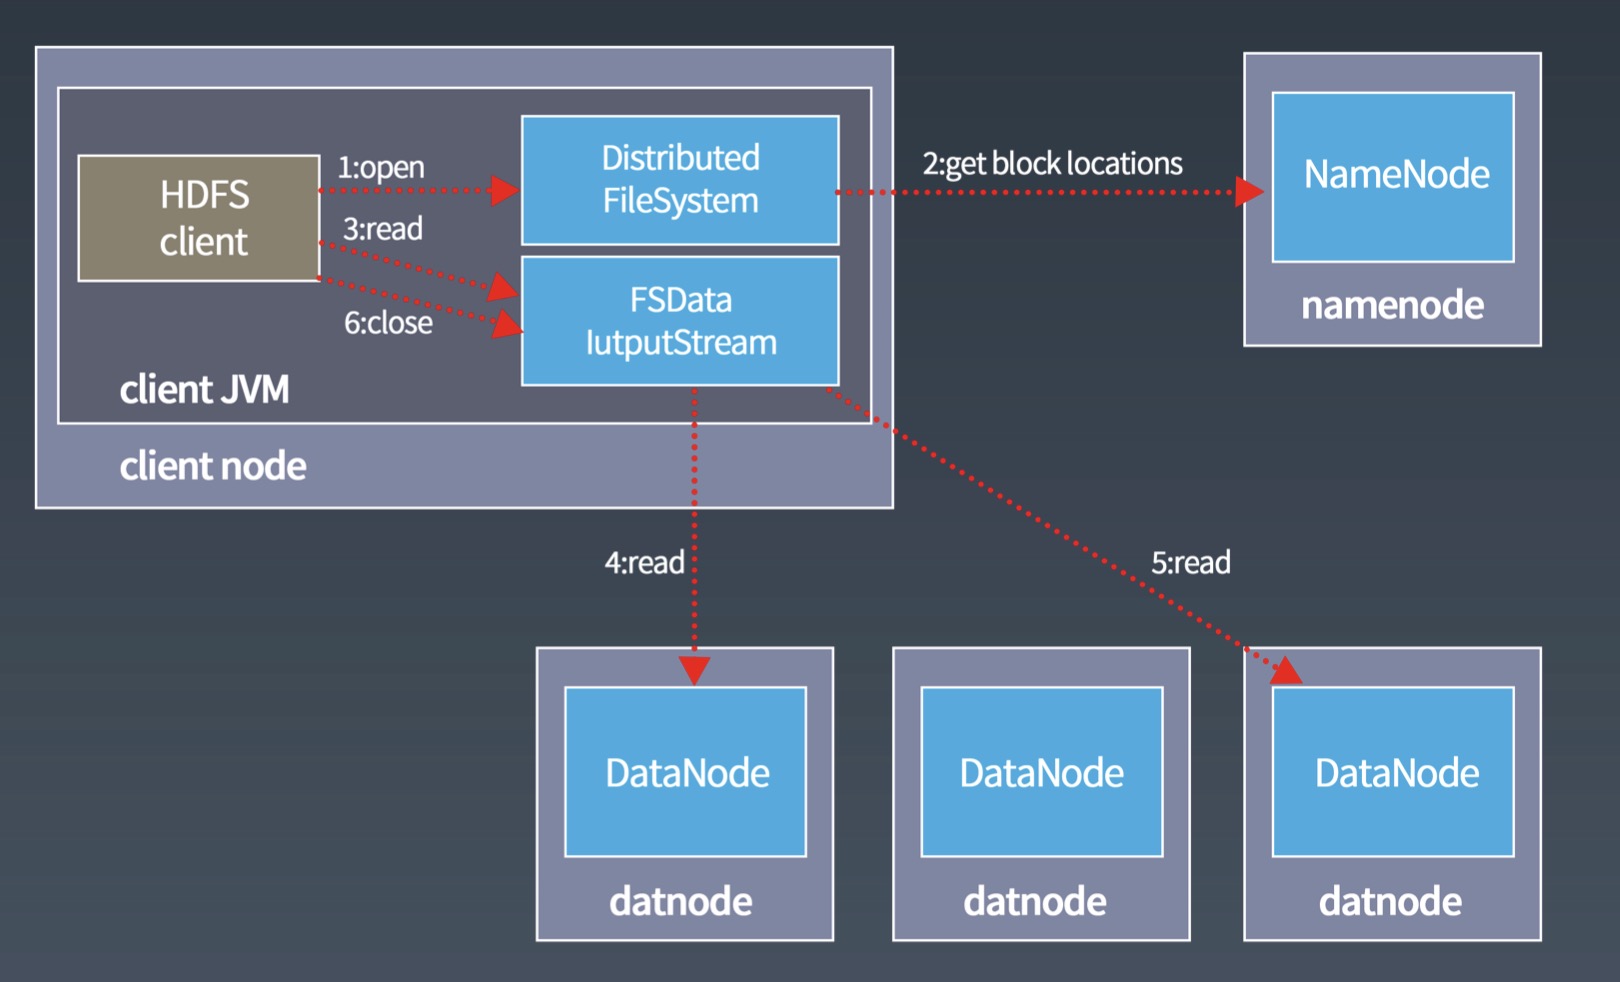 HDFS
client
1:open
3:read
6:close
Distributed
FileSystem
FSData
IutputStream
client JVM
client node
2:get block locations
NameNode
namenode
4:read
5:read
DataNode
datnode
DataNode
datnode
DataNode
datnode